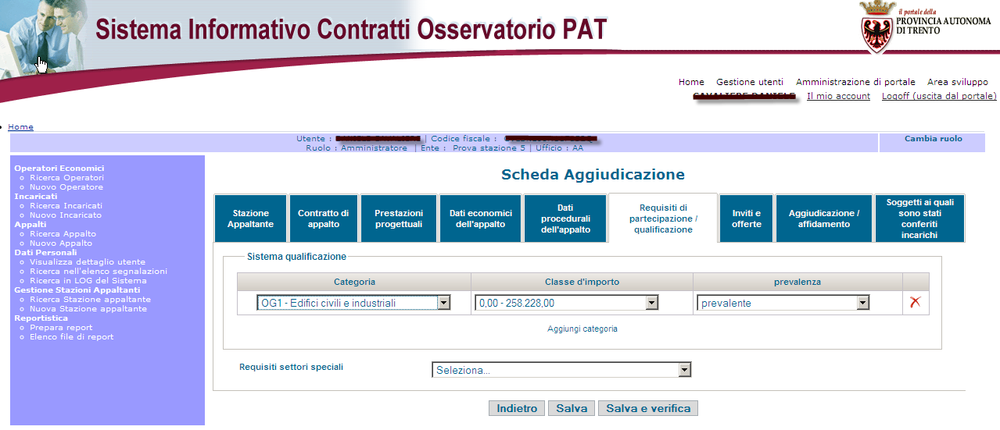 Sistema Informativo Contratti Osservatorio PAT
il portale della
PROVINCIA AUTONOMA
DI TRENTO
Home Gestione utenti Amministrazione di portale Area sviluppo
Il mio account Logoff (uscita dal portale)
Home
Utente : | Codice fiscale :
Ruolo : Amministratore | Ente : Prova stazione 5 | Ufficio : AA
Cambia ruolo
Operatori Economici
Ricerca Operatori
Nuovo Operatore
Incaricati
Ricerca Incaricati
Nuovo Incaricato
Appalti
Ricerca Appalto
Nuovo Appalto
Dati Personali
Visualizza dettaglio utente
Ricerca nell'elenco segnalazioni
Ricerca in LOG del Sistema
Gestione Stazioni Appaltanti
Ricerca Stazione appaltante
Nuova Stazione appaltante
Reportistica
Prepara report
Elenco file di report
Scheda Aggiudicazione
Stazione
Appaltante
Contratto di
appalto
Prestazioni
progettuali
Dati economici
dell'appalto
Dati
procedurali
dell'appalto
Requisiti di
partecipazione /
qualificazione
Inviti e
offerte
Aggiudicazione /
affidamento
Soggetti ai quali
sono stati
conferiti
incarichi
Sistema qualificazione
Categoria Classe d'importo prevalenza
OG1 - Edifici civili e industriali 0,00 - 258.228,00 prevalente
Aggiungi categoria
Requisiti settori speciali Seleziona...
Indietro Salva Salva e verifica